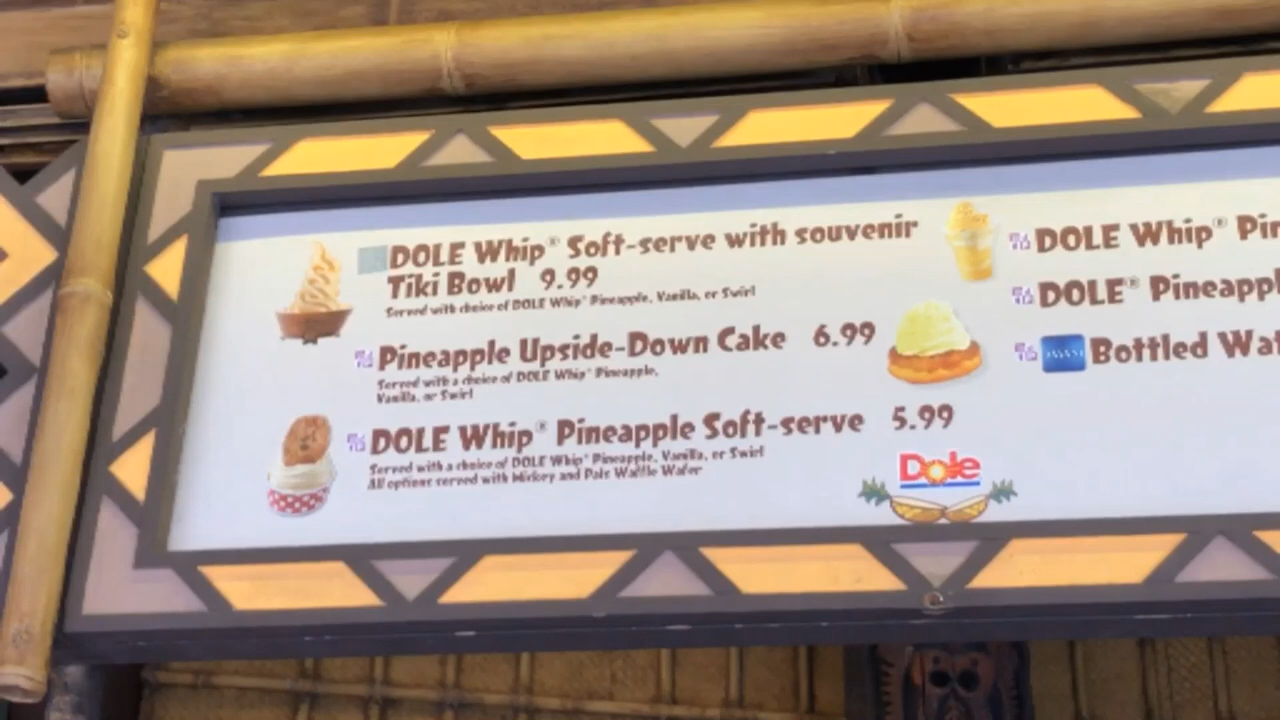 DOLE Whip® Soft-serve with souvenir
Tiki Bowl 9.99
Served with choice of DOLE Whip® Pineapple, Vanilla, or Swirl
Pineapple Upside-Down Cake 6.99
Served with a choice of DOLE Whip® Pineapple,
Vanilla, or Swirl
DOLE Whip® Pineapple Soft-serve 5.99
Served with a choice of DOLE Whip® Pineapple, Vanilla, or Swirl
All options served with Mickey and Pals Waffle Wafer
Dole
DOLE Whip®
DOLE®
Bottled